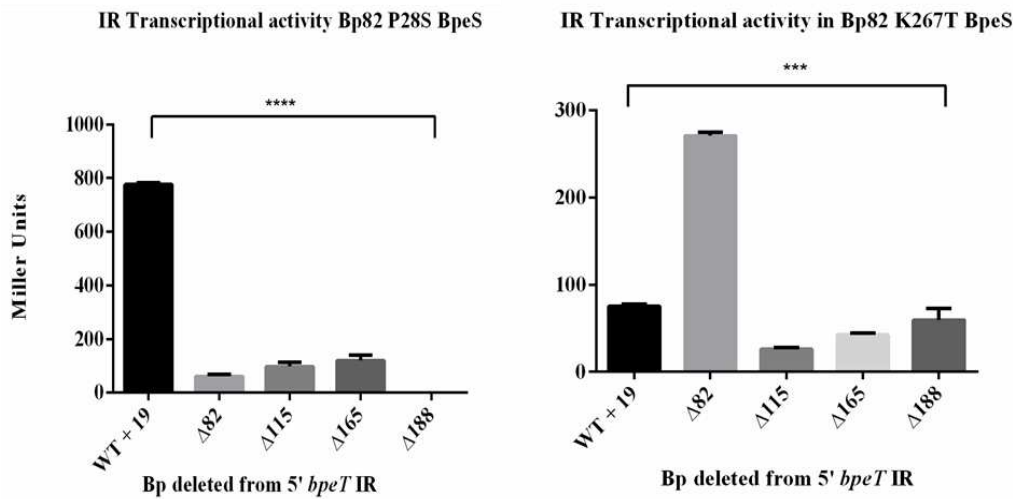 IR Transcriptional activity Bp82 P28S BpeS
****
1000
800
600
400
200
0
Miller Units
WT + 19
Δ82
Δ115
Δ165
Δ188
Bp deleted from 5' bpeT IR
IR Transcriptional activity in Bp82 K267T BpeS
***
300
200
100
0
WT + 19
Δ82
Δ115
Δ165
Δ188
Bp deleted from 5' bpeT IR